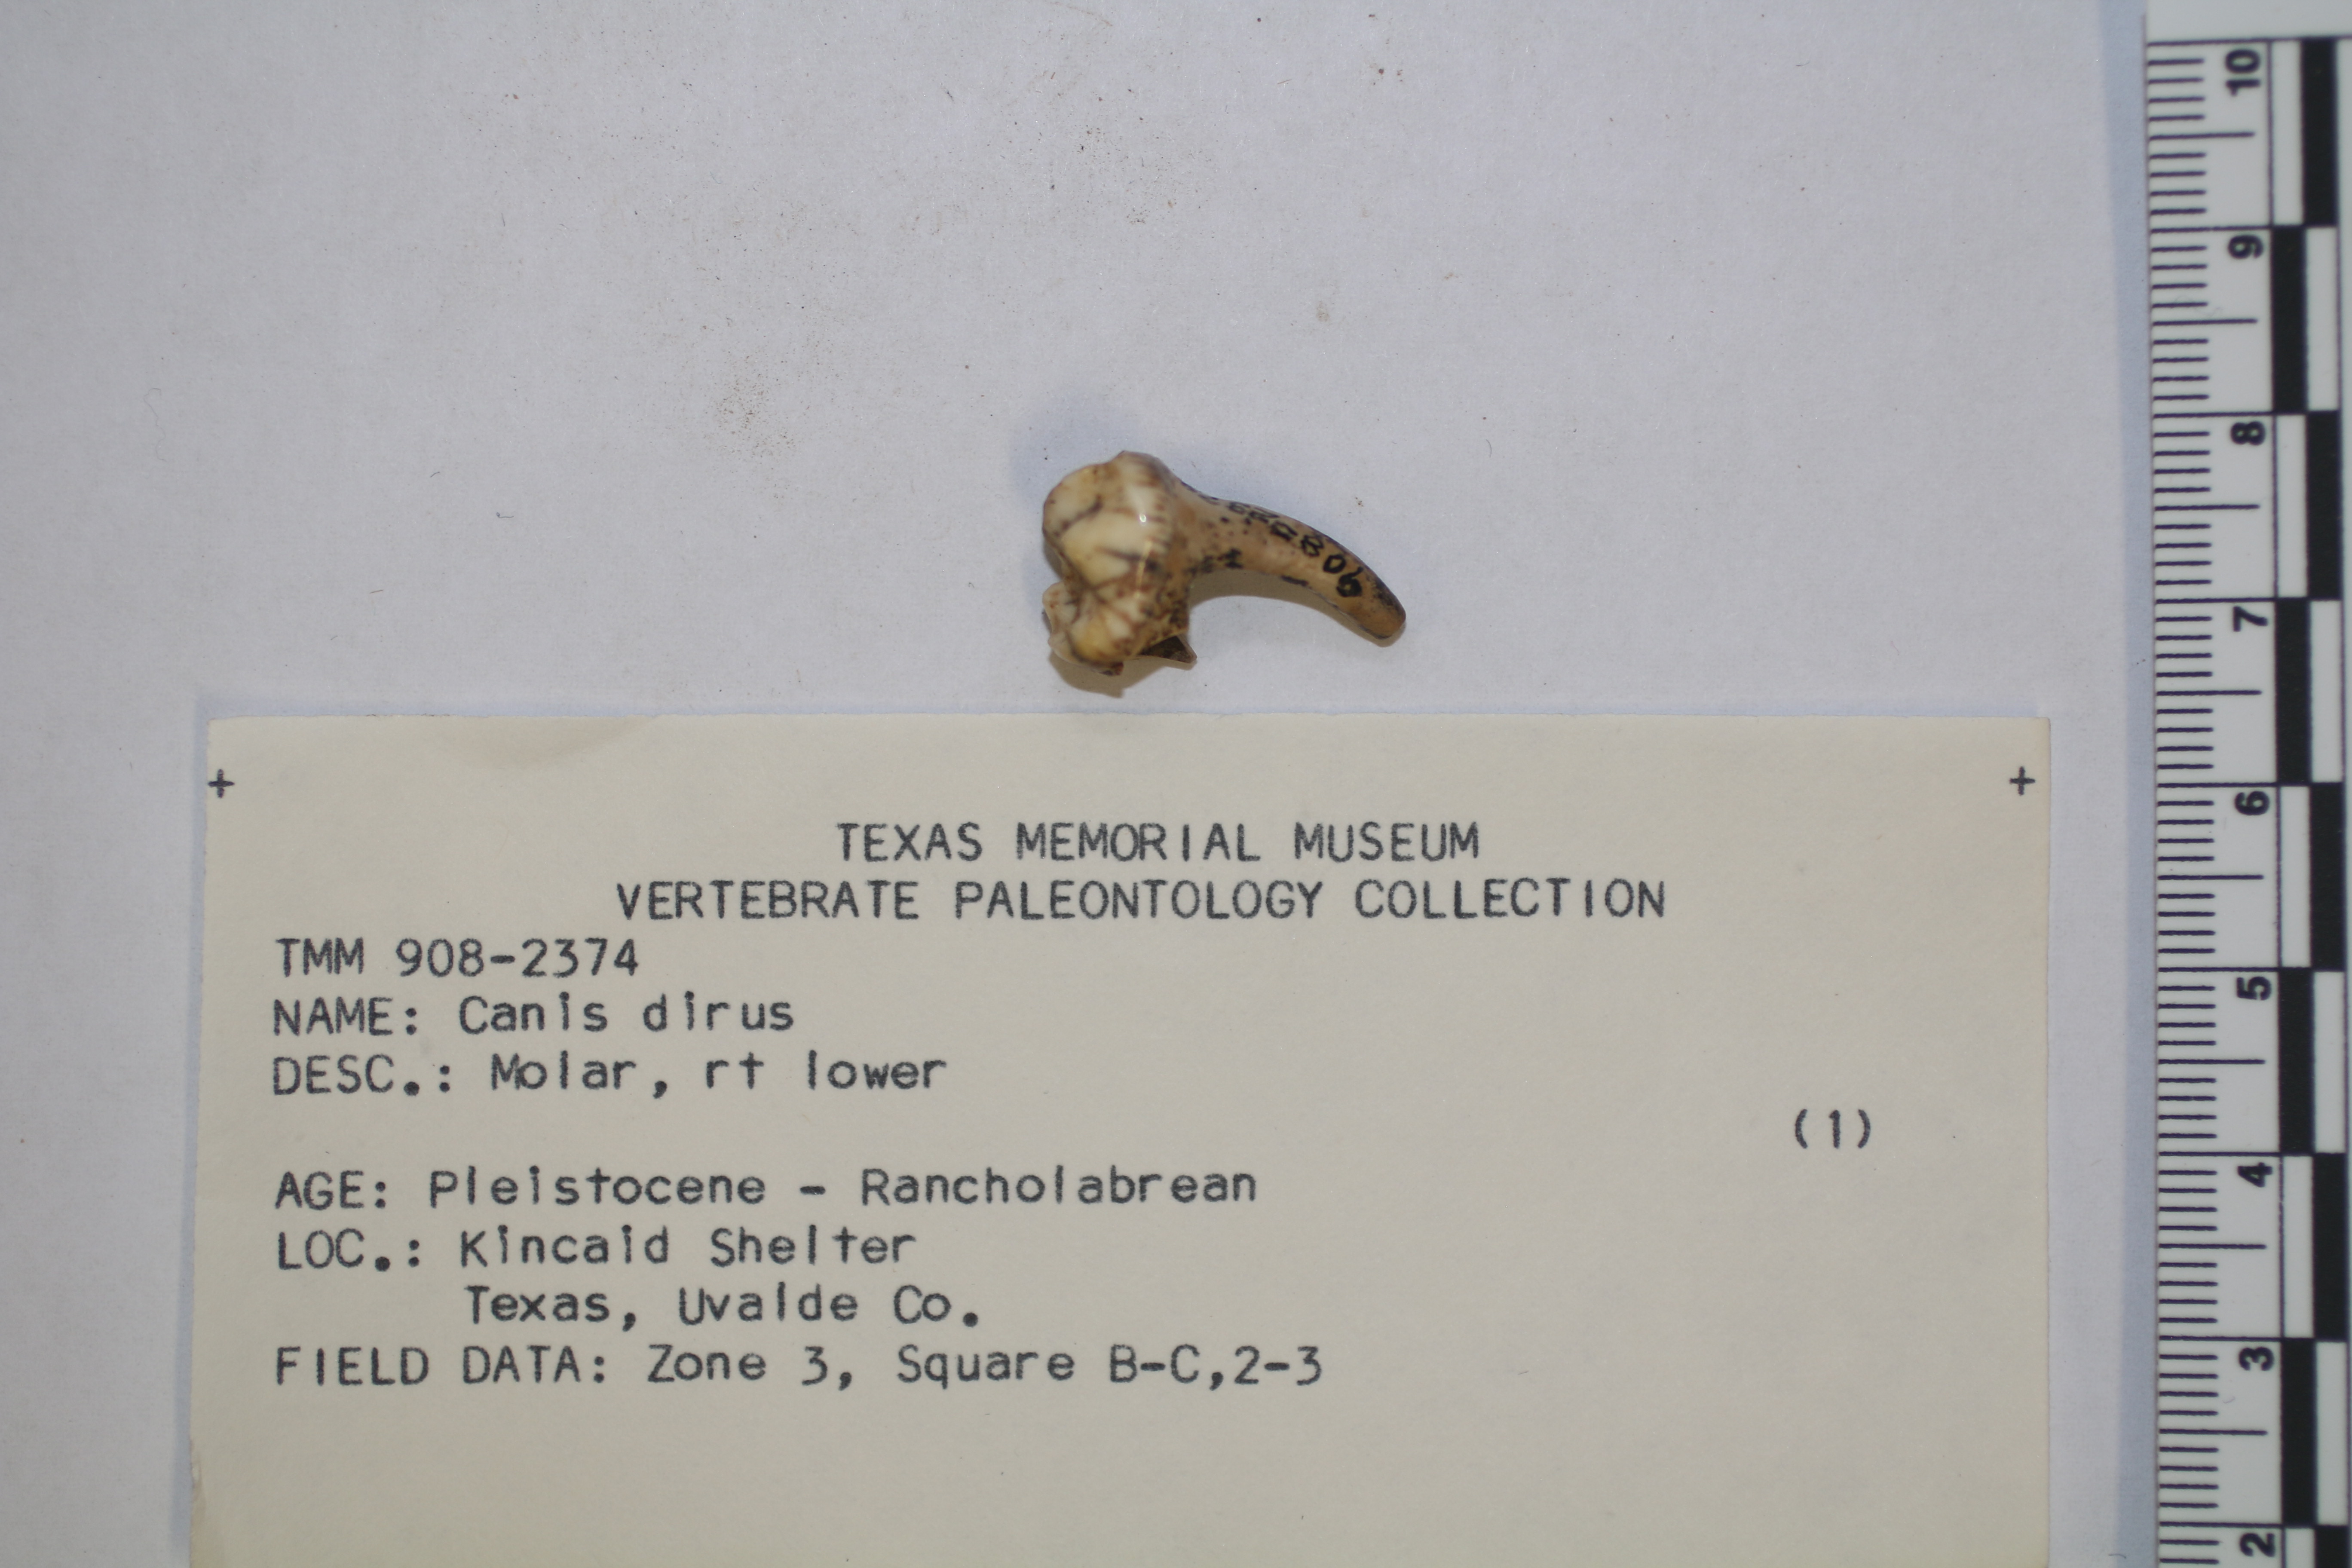 TEXAS MEMORIAL MUSEUM
VERTEBRATE PALEONTOLOGY COLLECTION
TMM 908-2374
NAME: Canis dirus
DESC.: Molar, rt lower
(1)
AGE: Pleistocene - Rancholabrean
LOC.: Kincaid Shelter
Texas, Uvalde Co.
FIELD DATA: Zone 3, Square B-C,2-3
10
9
8
7
6
5
4
3
2